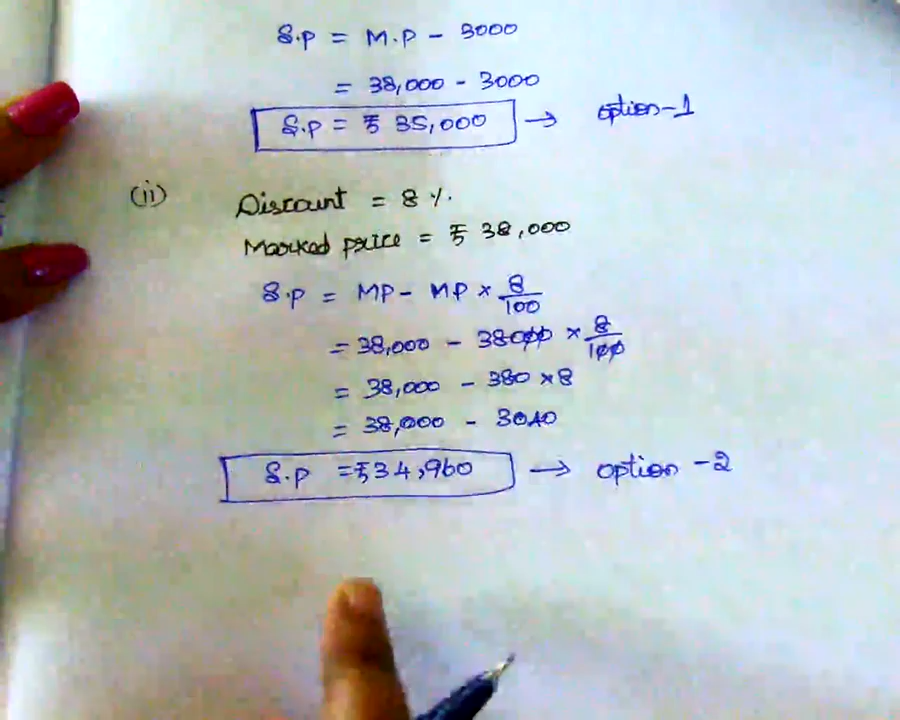 S.P = M.P - 3000
= 38,000 - 3000
S.P = ₹ 35,000 → option-1
(ii) Discount = 8 %.
Marked price = ₹ 38,000
S.P = MP - MP × 8/100
= 38,000 - 38000 × 8/100
= 38,000 - 380 × 8
= 38,000 - 3040
S.P = ₹34,960 → option -2